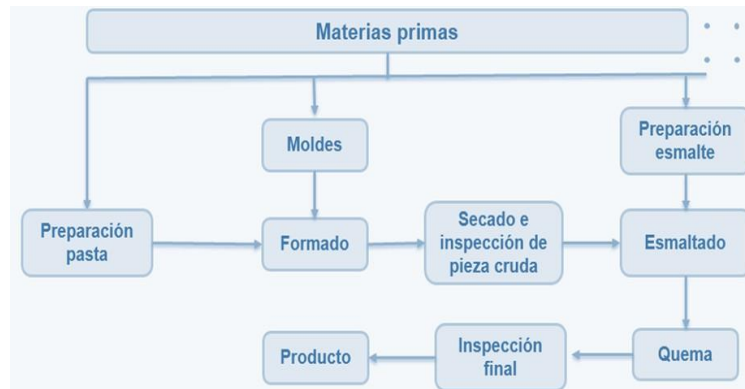 Materias primas
Moldes
Preparación
esmalte
Preparación
pasta
Formado
Secado e
inspección de
pieza cruda
Esmaltado
Producto
Inspección
final
Quema